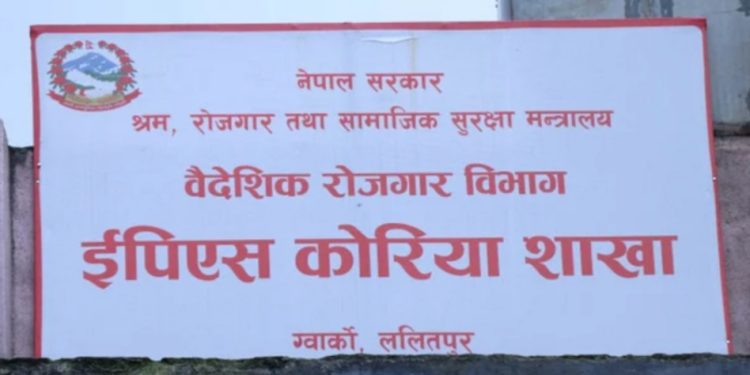 नेपाल सरकार
श्रम, रोजगार तथा सामाजिक सुरक्षा मन्त्रालय
वैदेशिक रोजगार विभाग
ईपिएस कोरिया शाखा
ग्वार्को, ललितपुर